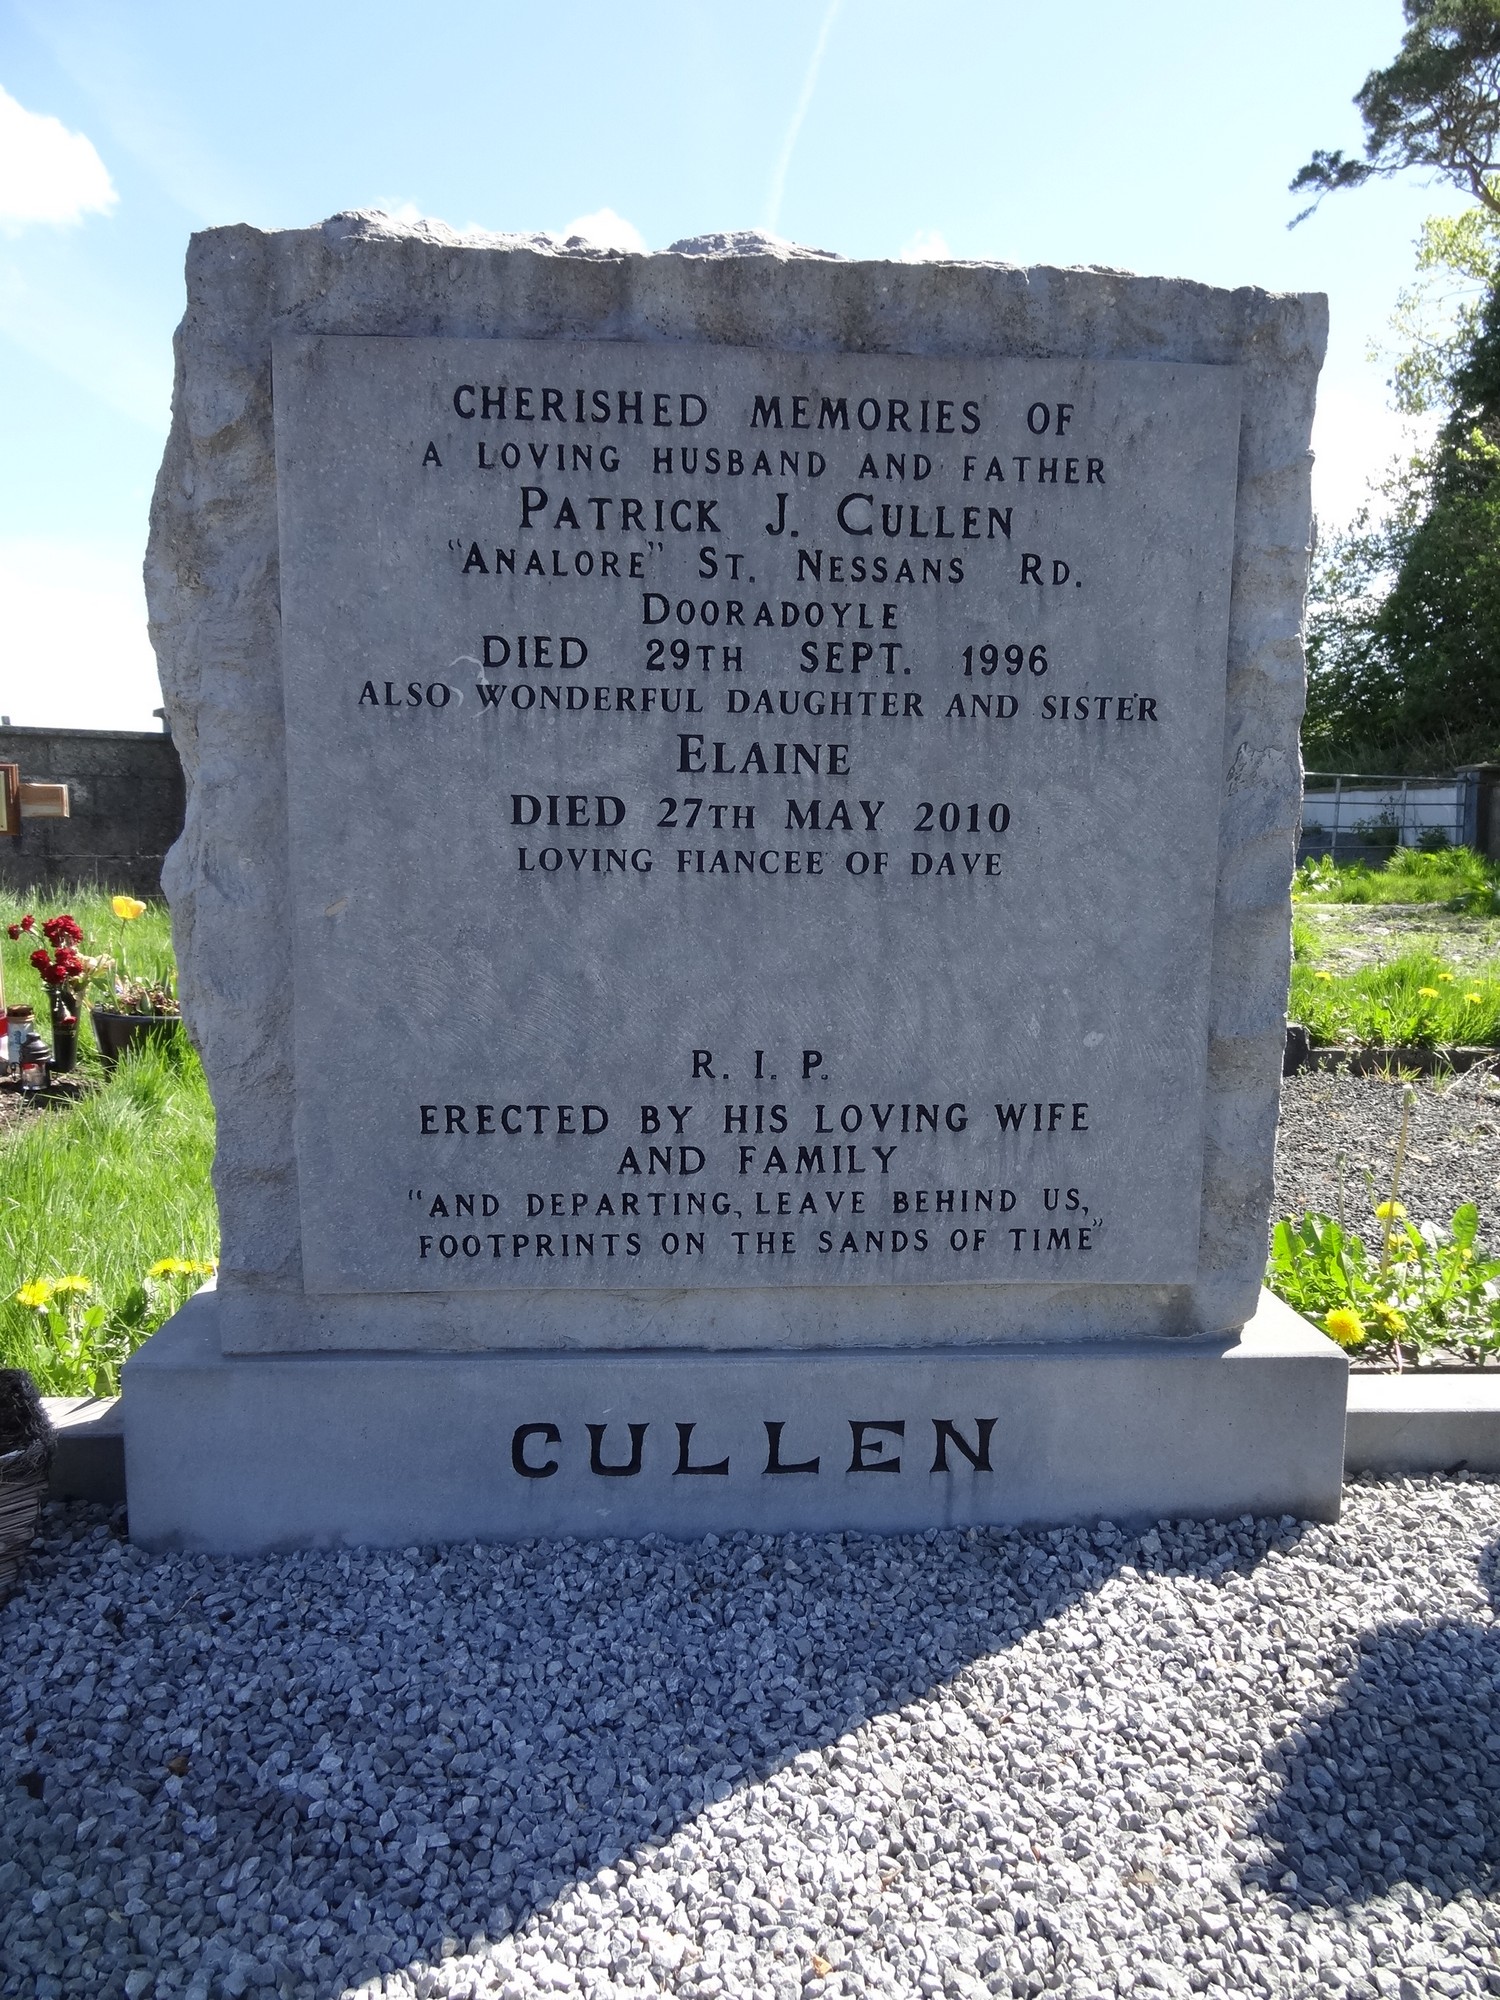 CHERISHED MEMORIES OF
A LOVING HUSBAND AND FATHER
PATRICK J. CULLEN
"ANALORE" ST. NESSANS RD.
DOORADOYLE
DIED 29TH SEPT. 1996
ALSO WONDERFUL DAUGHTER AND SISTER
ELAINE
DIED 27TH MAY 2010
LOVING FIANCEE OF DAVE
R. I. P.
ERECTED BY HIS LOVING WIFE
AND FAMILY
"AND DEPARTING, LEAVE BEHIND US,
FOOTPRINTS ON THE SANDS OF TIME"
CULLEN